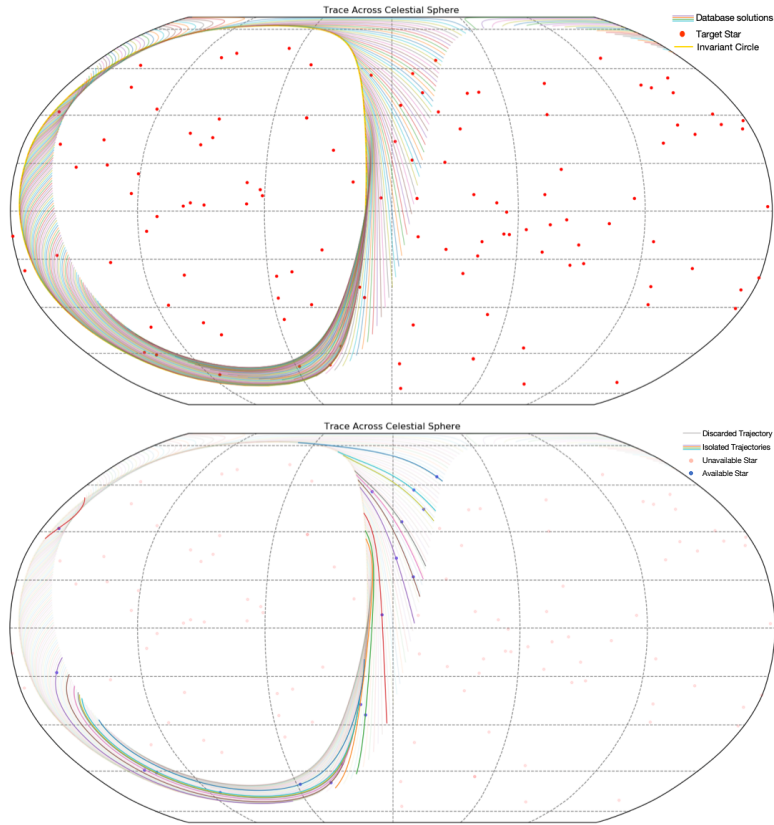 Trace Across Celestial Sphere
Database solutions
Target Star
Invariant Circle
Trace Across Celestial Sphere
Discarded Trajectory
Isolated Trajectories
Unavailable Star
Available Star